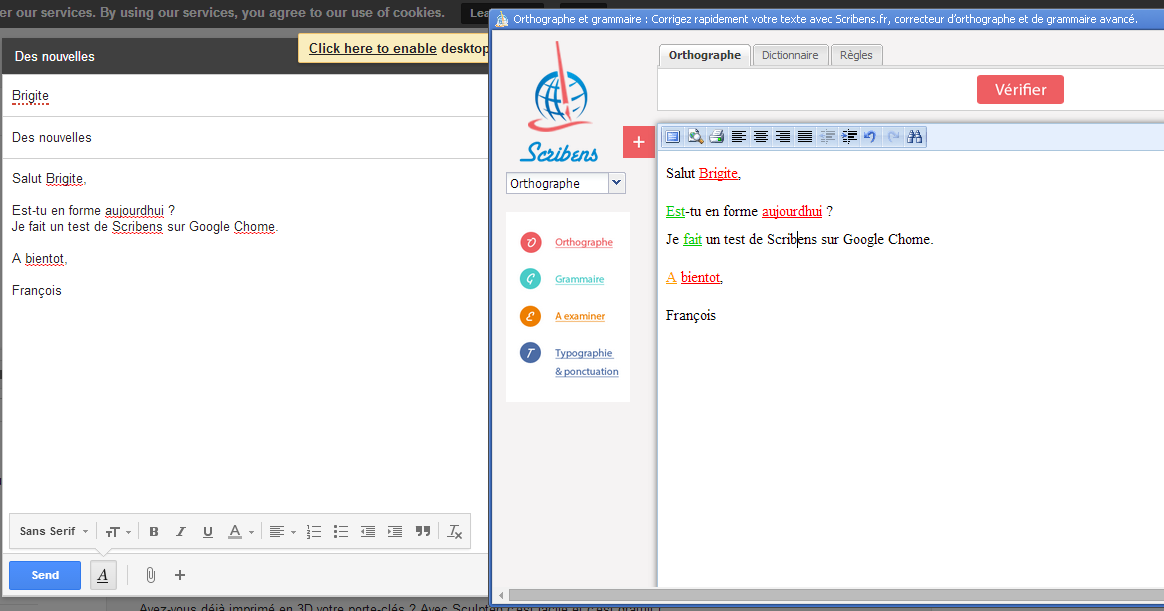 er our services. By using our services, you agree to our use of cookies.
Des nouvelles
Click here to enable desktop
Brigite
Des nouvelles
Salut Brigite,
Est-tu en forme aujourdhui ?
Je fait un test de Scribens sur Google Chome.
A bientot,
François
Sans Serif
Send
Orthographe et grammaire : Corrigez rapidement votre texte avec Scribens.fr, correcteur d'orthographe et de grammaire avancé.
Scribens
Orthographe
O Orthographe
G Grammaire
E A examiner
T Typographie
& ponctuation
Orthographe Dictionnaire Règles
Vérifier
+
Salut Brigite,
Est-tu en forme aujourdhui ?
Je fait un test de Scribens sur Google Chome.
A bientot,
François
Avez-vous déjà imprimé en 3D votre porte-clés ? Avec Sculpteo c'est facile et c'est gratuit !